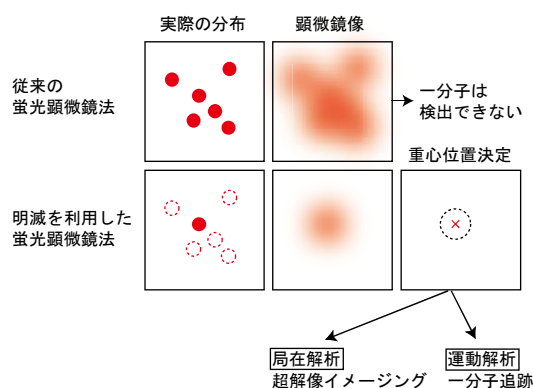 実際の分布
顕微鏡像
従来の
蛍光顕微鏡法
一分子は
検出できない
重心位置決定
明滅を利用した
蛍光顕微鏡法
局在解析
超解像イメージング
運動解析
一分子追跡